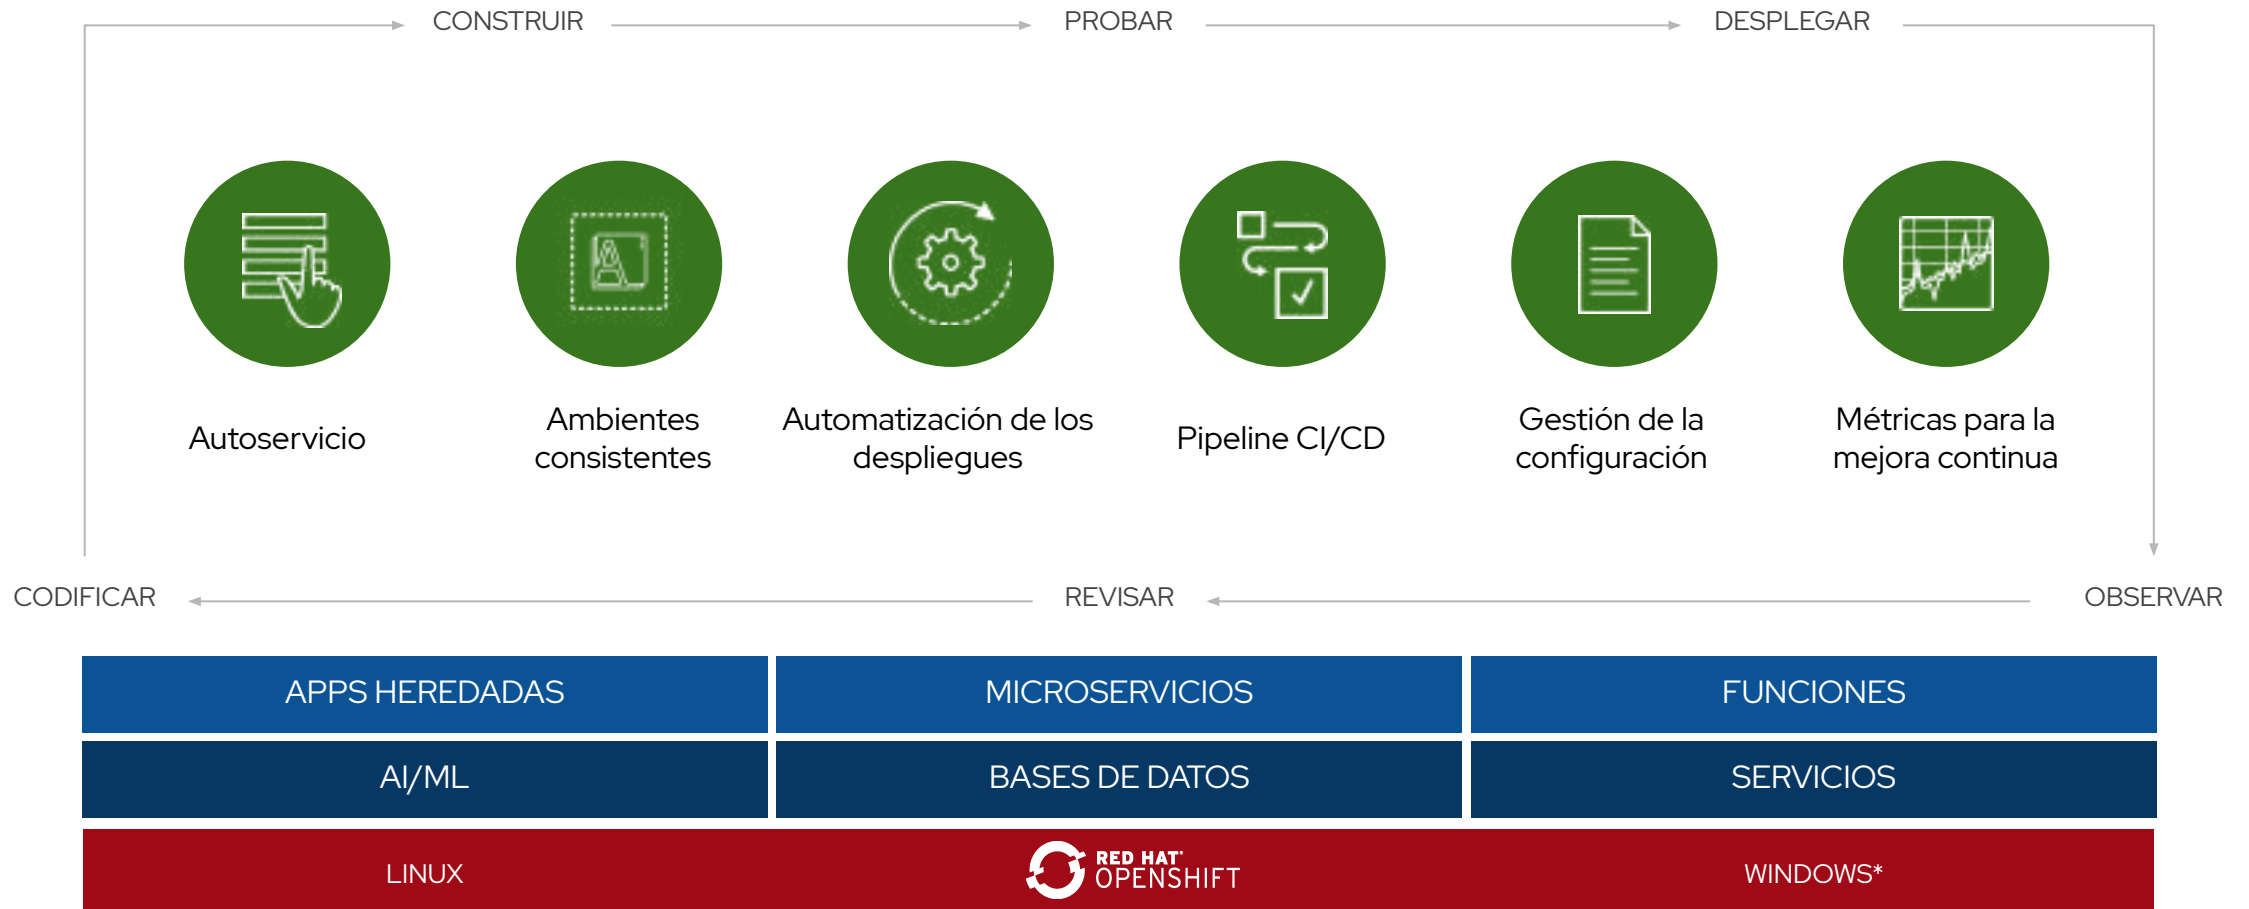 CONSTRUIR
PROBAR
DESPLEGAR
Autoservicio
Ambientes
consistentes
Automatización de los
despliegues
Pipeline CI/CD
Gestión de la
configuración
Métricas para la
mejora continua
CODIFICAR
REVISAR
OBSERVAR
APPS HEREDADAS
MICROSERVICIOS
FUNCIONES
AI/ML
BASES DE DATOS
SERVICIOS
LINUX
RED HAT
OPENSHIFT
WINDOWS*